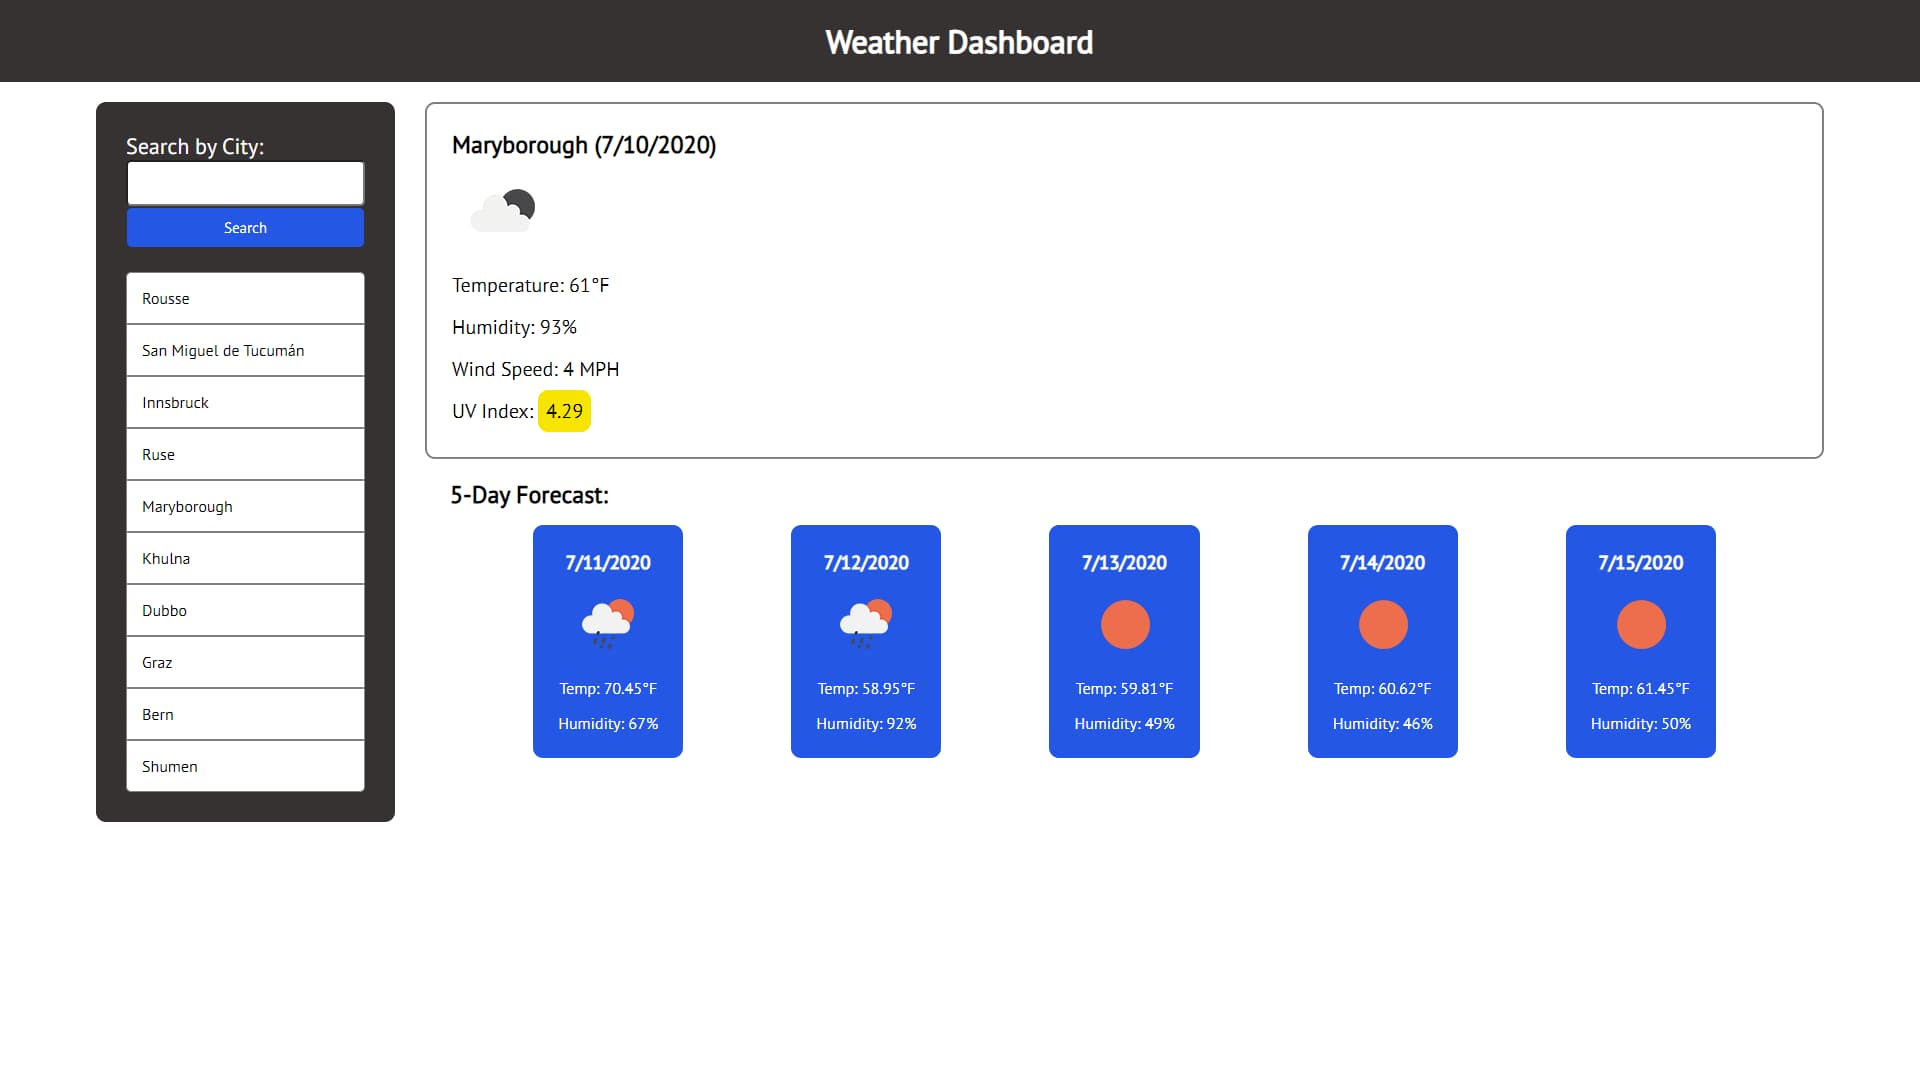 Weather Dashboard
Search by City:
Search
Rousse
San Miguel de Tucumán
Innsbruck
Ruse
Maryborough
Khulna
Dubbo
Graz
Bern
Shumen
Maryborough (7/10/2020)
Temperature: 61°F
Humidity: 93%
Wind Speed: 4 MPH
UV Index: 4.29
5-Day Forecast:
7/11/2020
Temp: 70.45°F
Humidity: 67%
7/12/2020
Temp: 58.95°F
Humidity: 92%
7/13/2020
Temp: 59.81°F
Humidity: 49%
7/14/2020
Temp: 60.62°F
Humidity: 46%
7/15/2020
Temp: 61.45°F
Humidity: 50%